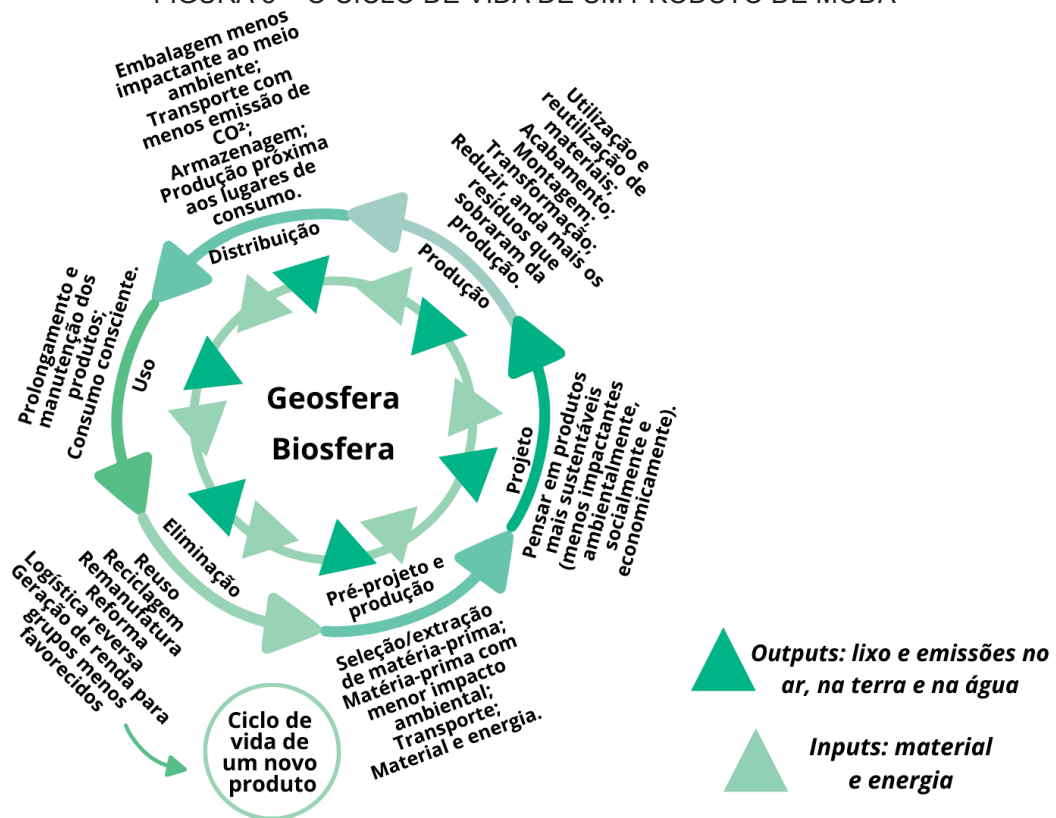 Embalagem menos
impactante ao meio
ambiente;
Transporte com
menos emissão de
CO²;
Armazenagem;
Produção próxima
aos lugares de
consumo.
Utilização e
reutilização de
materiais;
Acabamento;
Montagem;
Transformação;
Reduzir, anda mais os
resíduos que
sobraram da
produção.
Distribuição
Produção
Prolongamento e
manutenção dos
produtos;
Consumo consciente.
Uso
Geosfera
Biosfera
Projeto
Pensar em produtos
mais sustentáveis
(menos impactantes
ambientalmente,
socialmente e
economicamente).
Eliminação
Reuso
Reciclagem
Remanufatura
Reforma
Logística reversa
Geração de renda para
grupos menos
favorecidos
Pré-projeto e
produção
Seleção/extração
de matéria-prima;
Matéria-prima com
menor impacto
ambiental;
Transporte;
Material e energia.
Ciclo de
vida de
um novo
produto
Outputs: lixo e emissões no
ar, na terra e na água
Inputs: material
e energia